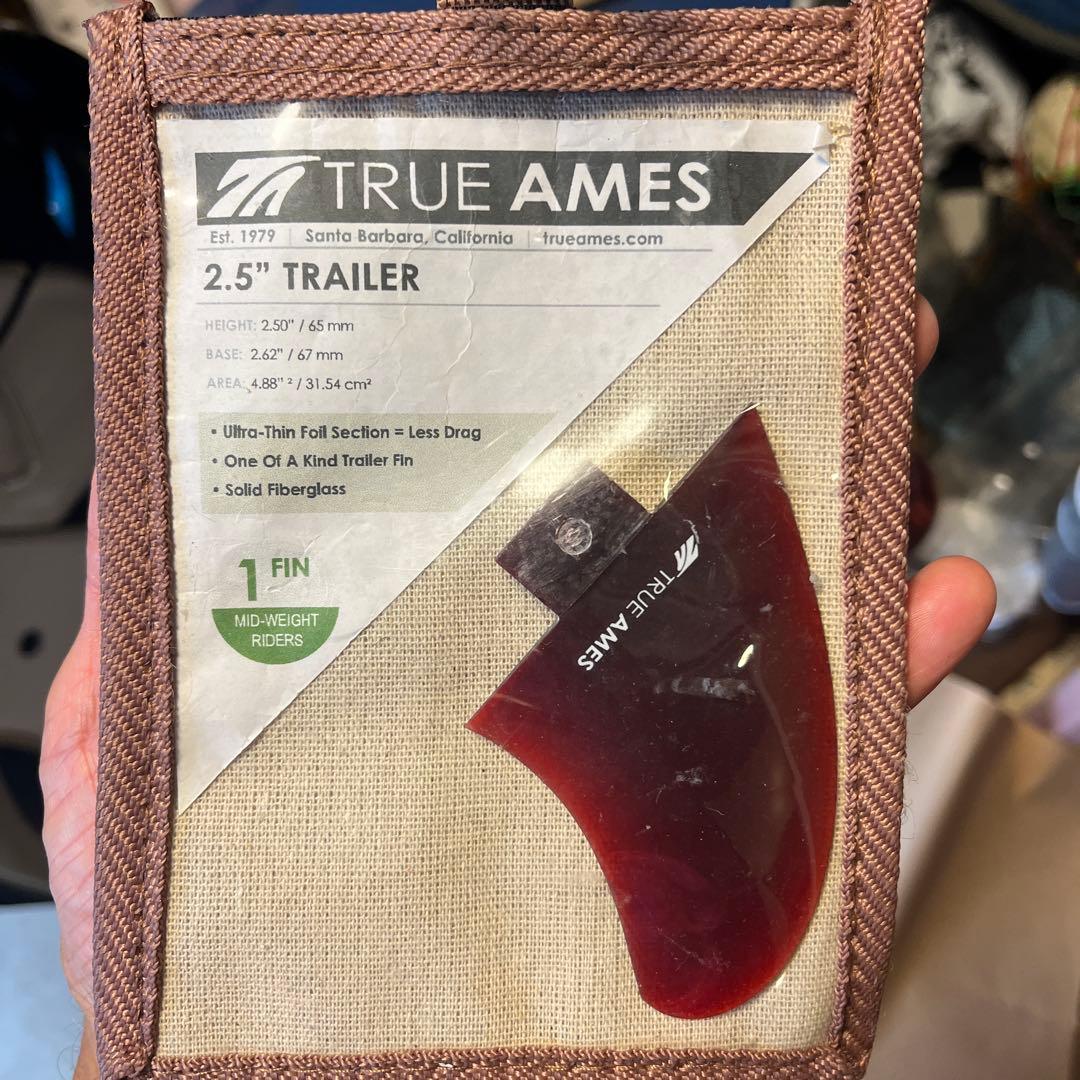 TRUE AMES
Est. 1979 | Santa Barbara, California | trueames.com
2.5” TRAILER
HEIGHT: 2.50" / 65 mm
BASE: 2.62" / 67 mm
AREA: 4.88" ² / 31.54 cm²
• Ultra-Thin Foil Section = Less Drag
• One Of A Kind Trailer Fin
• Solid Fiberglass
1 FIN
MID-WEIGHT
RIDERS
TRUE AMES